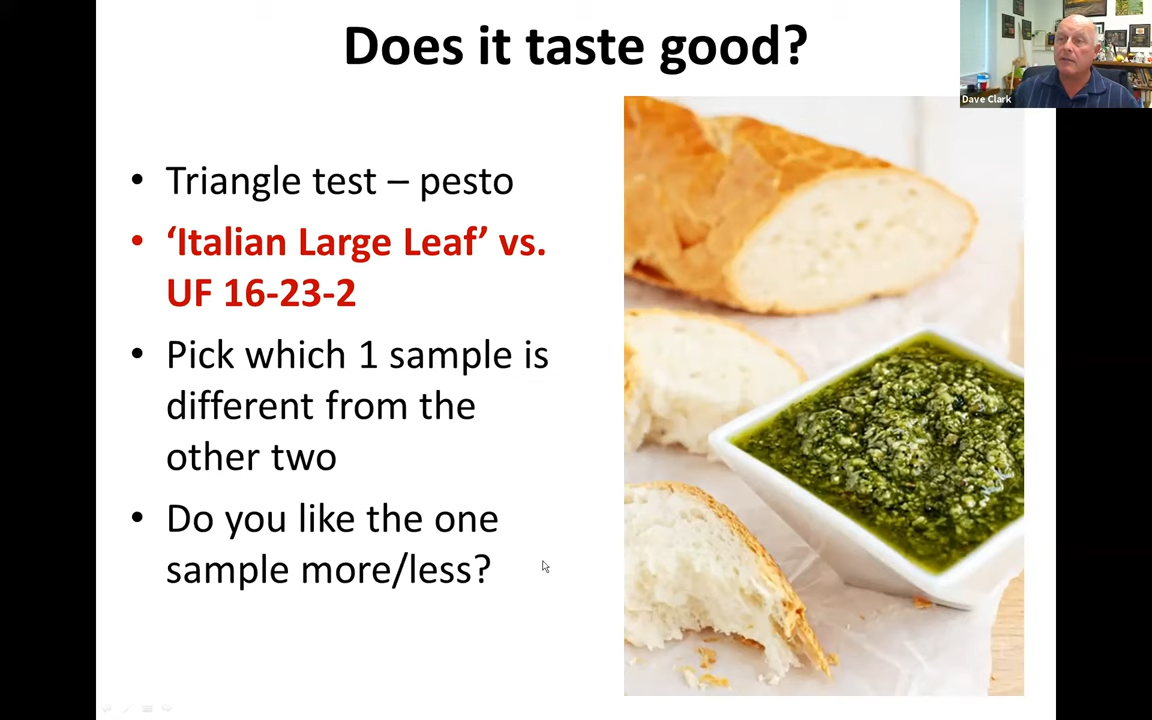 Does it taste good?
Dave Clark
• Triangle test – pesto
• ‘Italian Large Leaf’ vs.
UF 16-23-2
• Pick which 1 sample is
different from the
other two
• Do you like the one
sample more/less?